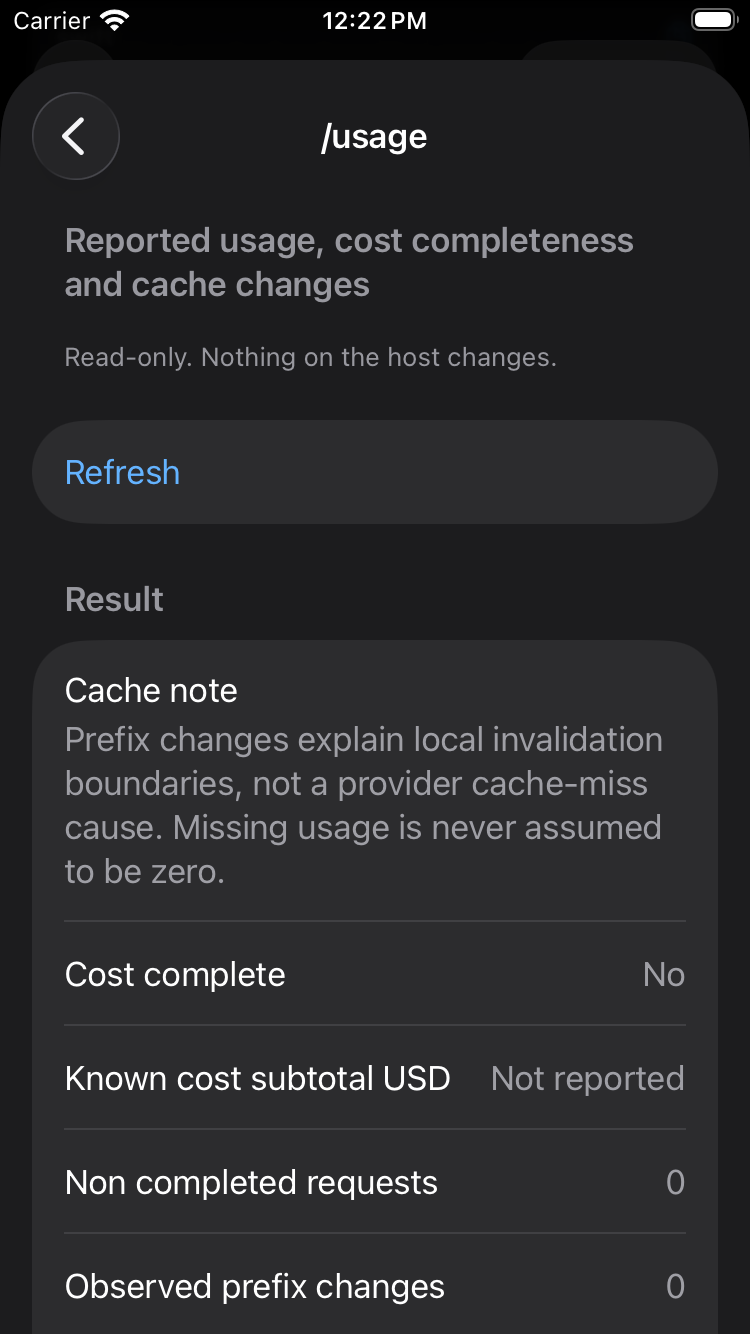 Carrier 12:22 PM
/usage
Reported usage, cost completeness
and cache changes
Read-only. Nothing on the host changes.
Refresh
Result
Cache note
Prefix changes explain local invalidation
boundaries, not a provider cache-miss
cause. Missing usage is never assumed
to be zero.
Cost complete No
Known cost subtotal USD Not reported
Non completed requests 0
Observed prefix changes 0